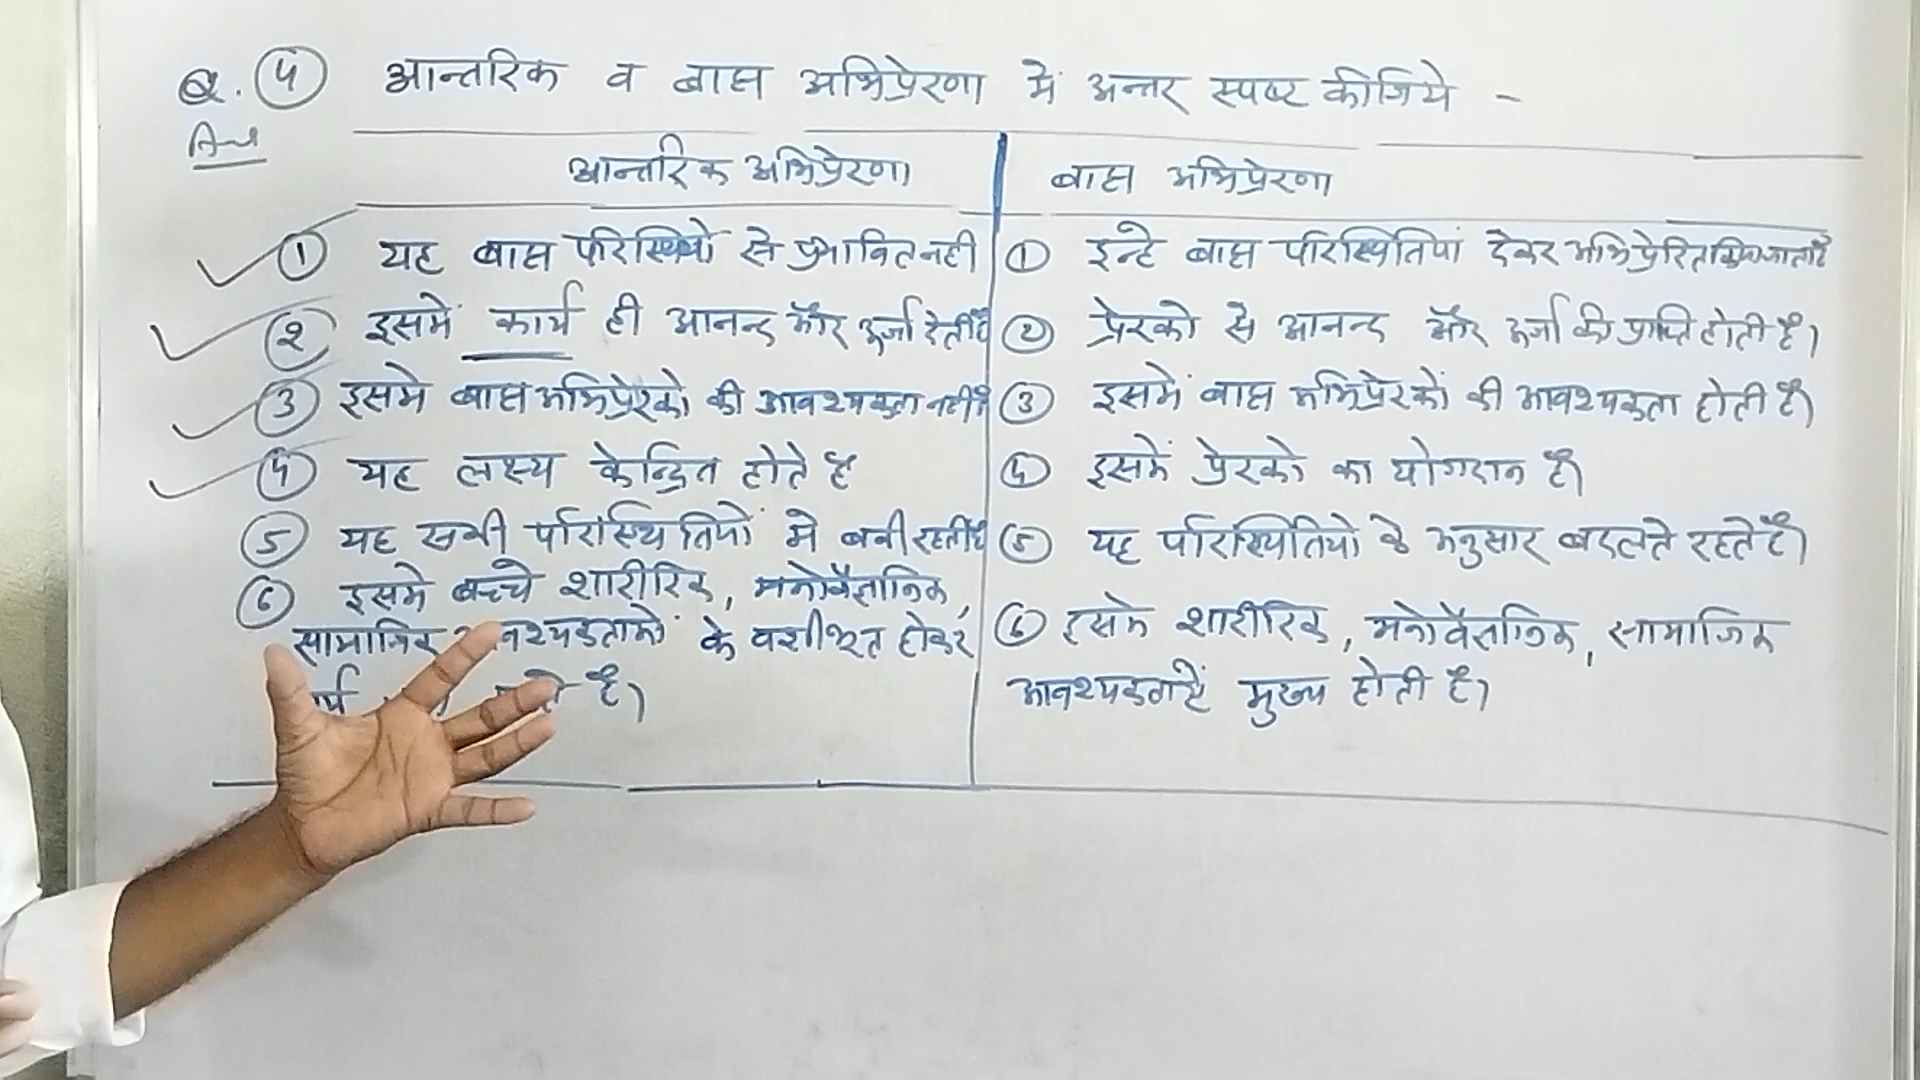 Q. ४ आन्तरिक व बाह्य अभिप्रेरणा में अन्तर स्पष्ट कीजिये -
Ans
आन्तरिक अभिप्रेरणा | बाह्य अभिप्रेरणा
① यह बाह्य परिस्थियों से प्रभावित नहीं | ① इन्हे बाह्य परिस्थितियां देकर अभिप्रेरित किया जाता है
② इसमें कार्य ही आनन्द और ऊर्जा देती है | ② प्रेरको से आनन्द और ऊर्जा की प्राप्ति होती है।
③ इसमे बाह्य अभिप्रेरको की आवश्यकता नहीं है | ③ इसमें बाह्य अभिप्रेरकों की आवश्यकता होती है।
④ यह लक्ष्य केन्द्रित होते है | ④ इसमें प्रेरको का योगदान है।
⑤ यह सभी परिस्थितियों मे बनी रहती है | ⑤ यह परिस्थितियो के अनुसार बदलते रहते है।
⑥ इसमे बच्चे शारीरिक, मनोवैज्ञानिक, | ⑥ इसमे शारीरिक, मनोवैज्ञानिक, सामाजिक
सामाजिक के वशीभूत होकर | आवश्यकताएं मुख्य होती है।
है।